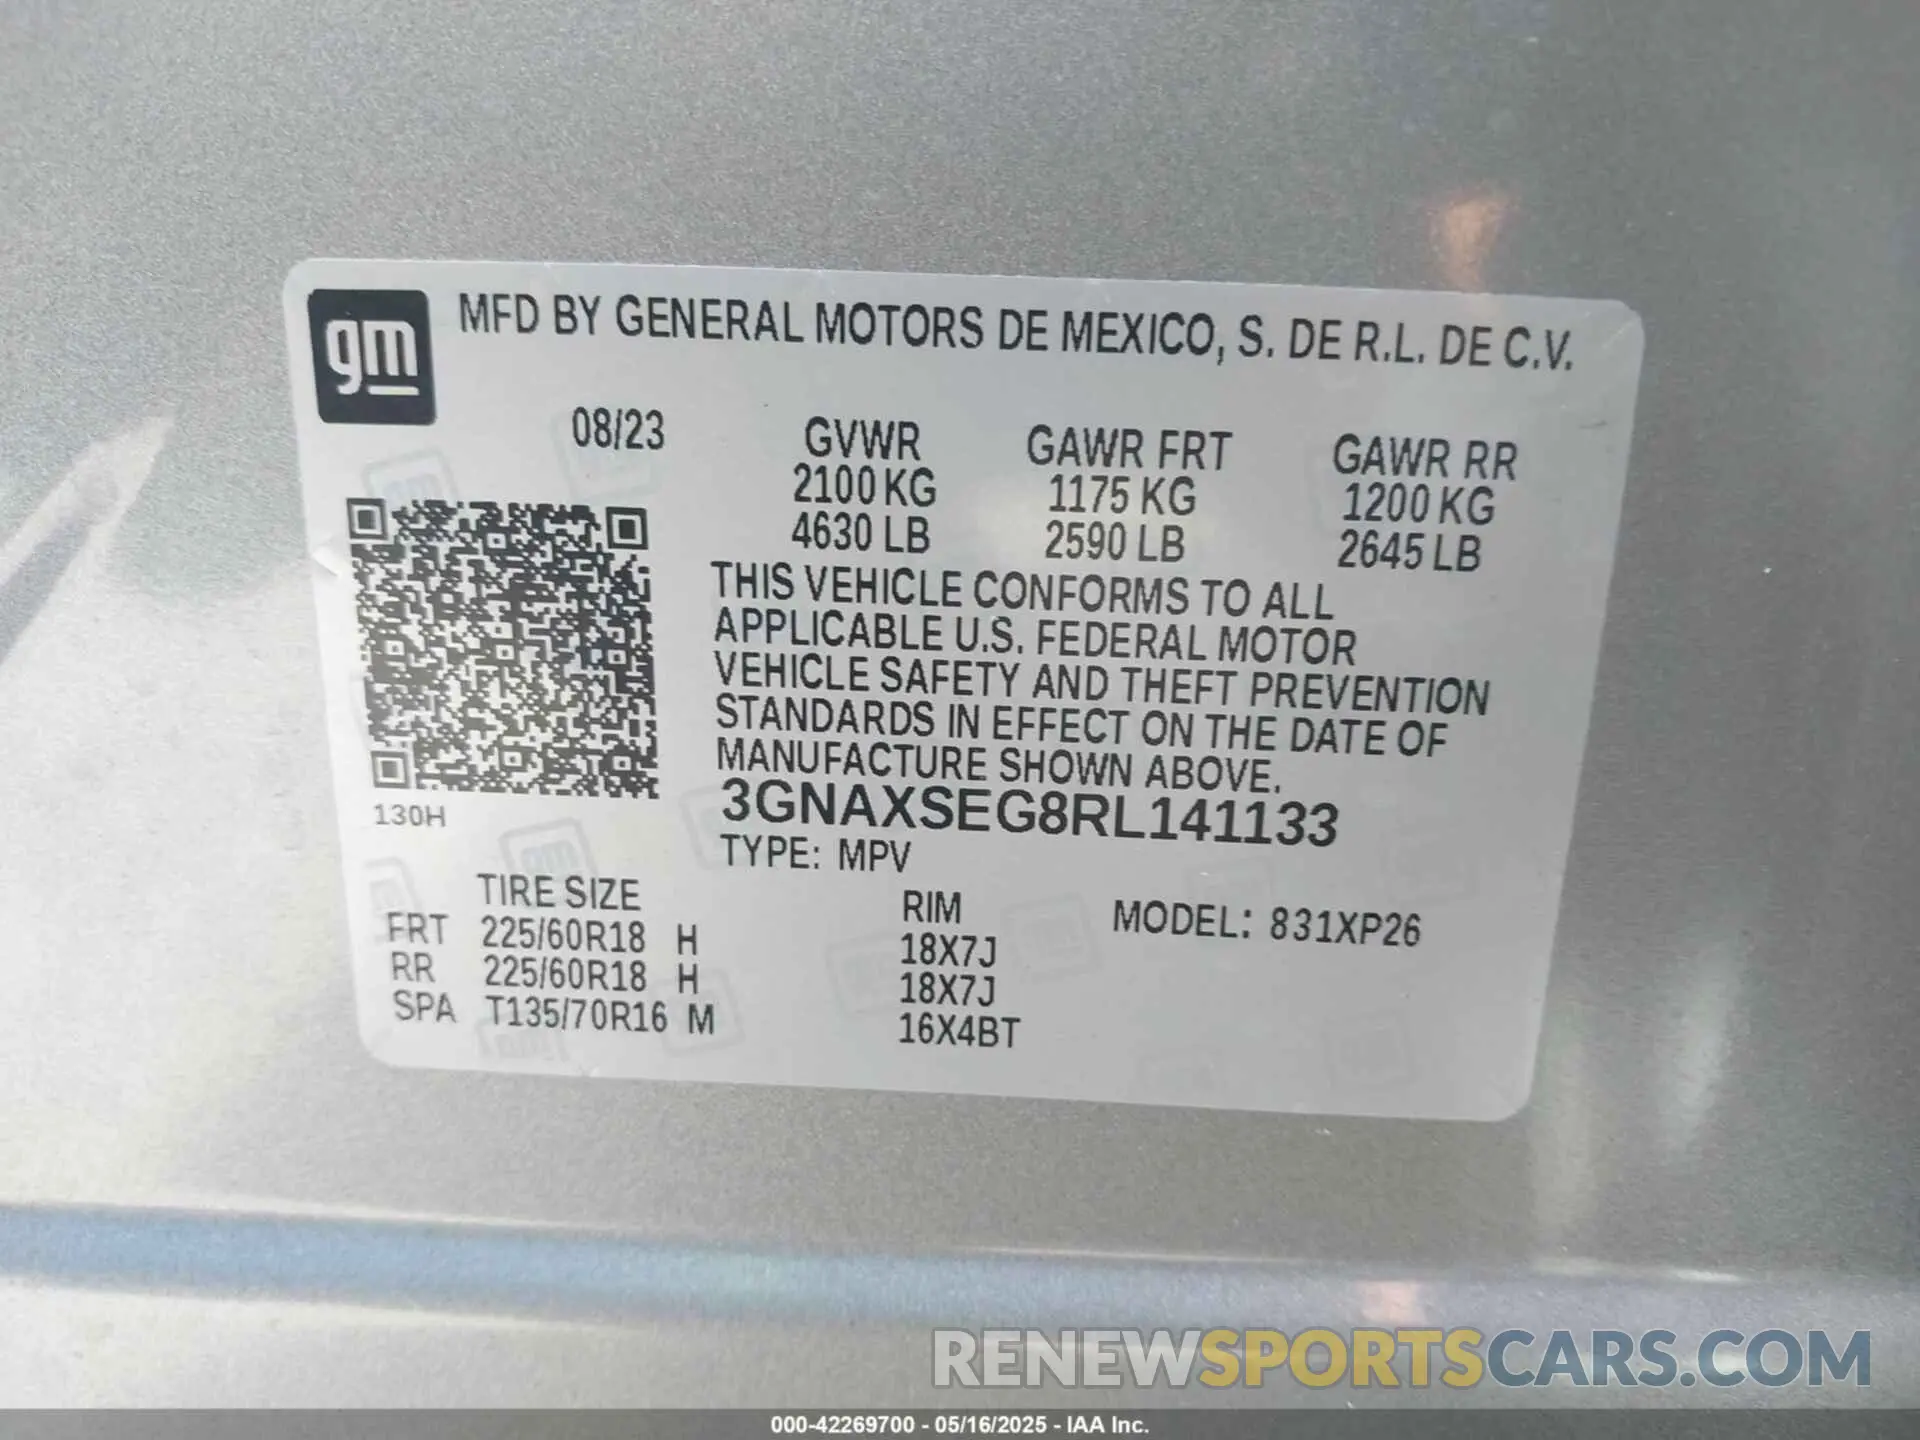 gm
MFD BY GENERAL MOTORS DE MEXICO, S. DE R.L. DE C.V.
08/23
GVWR GAWR FRT GAWR RR
2100 KG 1175 KG 1200 KG
4630 LB 2590 LB 2645 LB
THIS VEHICLE CONFORMS TO ALL
APPLICABLE U.S. FEDERAL MOTOR
VEHICLE SAFETY AND THEFT PREVENTION
STANDARDS IN EFFECT ON THE DATE OF
MANUFACTURE SHOWN ABOVE.
3GNAXSEG8RL141133
130H
TYPE: MPV
TIRE SIZE RIM MODEL: 831XP26
FRT 225/60R18 H 18X7J
RR 225/60R18 H 18X7J
SPA T135/70R16 M 16X4BT
RENEWSPORTSCARS.COM
000-42269700 - 05/16/2025 - IAA Inc.